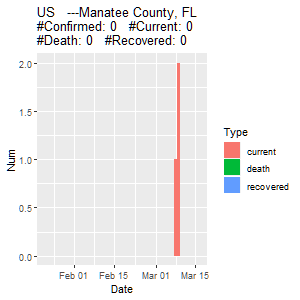 US   ---Manatee County, FL
#Confirmed: 0   #Current: 0
#Death: 0   #Recovered: 0
2.0
1.5
1.0
0.5
0.0
Num
Feb 01   Feb 15   Mar 01   Mar 15
Date
Type
current
death
recovered